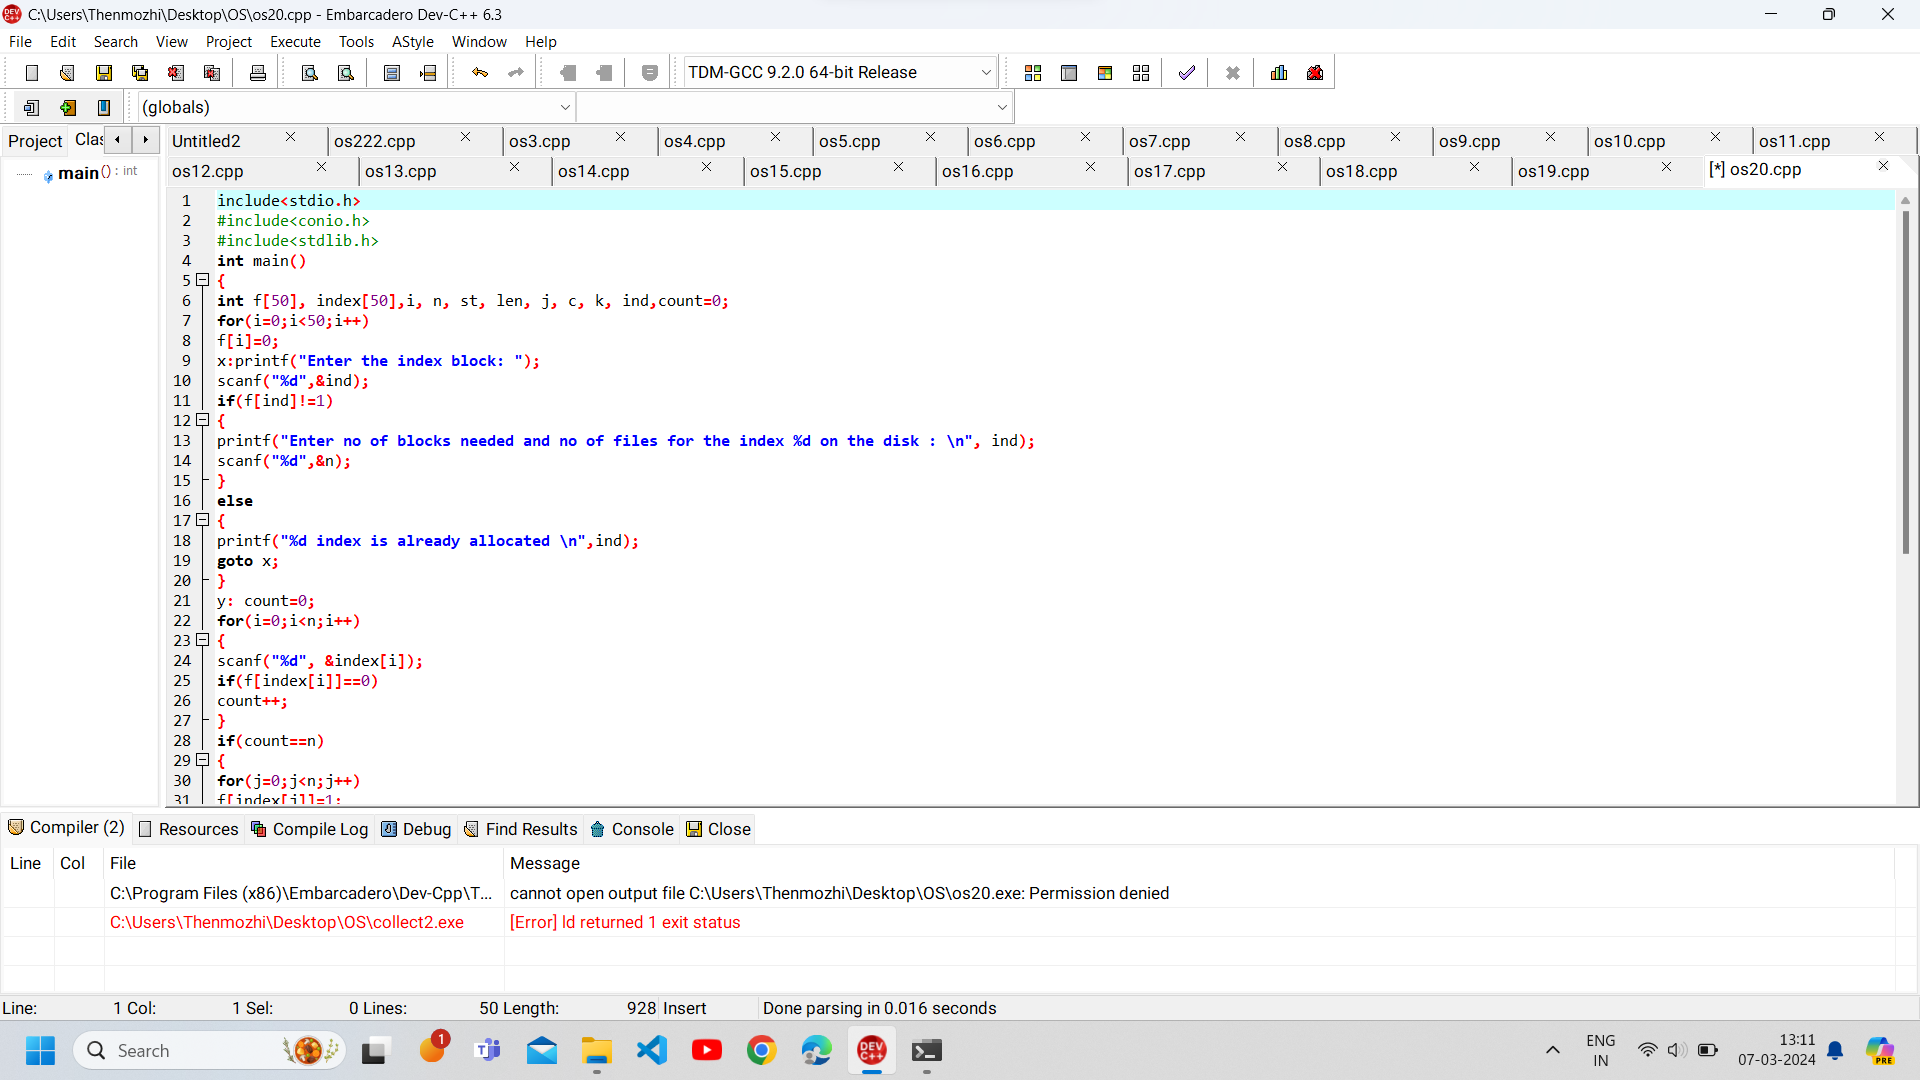 C:\Users\Thenmozhi\Desktop\OS\os20.cpp - Embarcadero Dev-C++ 6.3
File Edit Search View Project Execute Tools AStyle Window Help
TDM-GCC 9.2.0 64-bit Release
(globals)
Project Clas Untitled2 os222.cpp os3.cpp os4.cpp os5.cpp os6.cpp os7.cpp os8.cpp os9.cpp os10.cpp os11.cpp
os12.cpp os13.cpp os14.cpp os15.cpp os16.cpp os17.cpp os18.cpp os19.cpp [*] os20.cpp
main() : int
1 include<stdio.h>
2 #include<conio.h>
3 #include<stdlib.h>
4 int main()
5 {
6 int f[50], index[50],i, n, st, len, j, c, k, ind,count=0;
7 for(i=0;i<50;i++)
8 f[i]=0;
9 x:printf("Enter the index block: ");
10 scanf("%d",&ind);
11 if(f[ind]!=1)
12 {
13 printf("Enter no of blocks needed and no of files for the index %d on the disk : \n", ind);
14 scanf("%d",&n);
15 }
16 else
17 {
18 printf("%d index is already allocated \n",ind);
19 goto x;
20 }
21 y: count=0;
22 for(i=0;i<n;i++)
23 {
24 scanf("%d", &index[i]);
25 if(f[index[i]]==0)
26 count++;
27 }
28 if(count==n)
29 {
30 for(j=0;j<n;j++)
31 f[index[j]]=1;
Compiler (2) Resources Compile Log Debug Find Results Console Close
Line Col File Message
C:\Program Files (x86)\Embarcadero\Dev-Cpp\T... cannot open output file C:\Users\Thenmozhi\Desktop\OS\os20.exe: Permission denied
C:\Users\Thenmozhi\Desktop\OS\collect2.exe [Error] ld returned 1 exit status
Line: 1 Col: 1 Sel: 0 Lines: 50 Length: 928 Insert Done parsing in 0.016 seconds
Search 1 DEV C++ ENG IN 13:11 07-03-2024 PRE